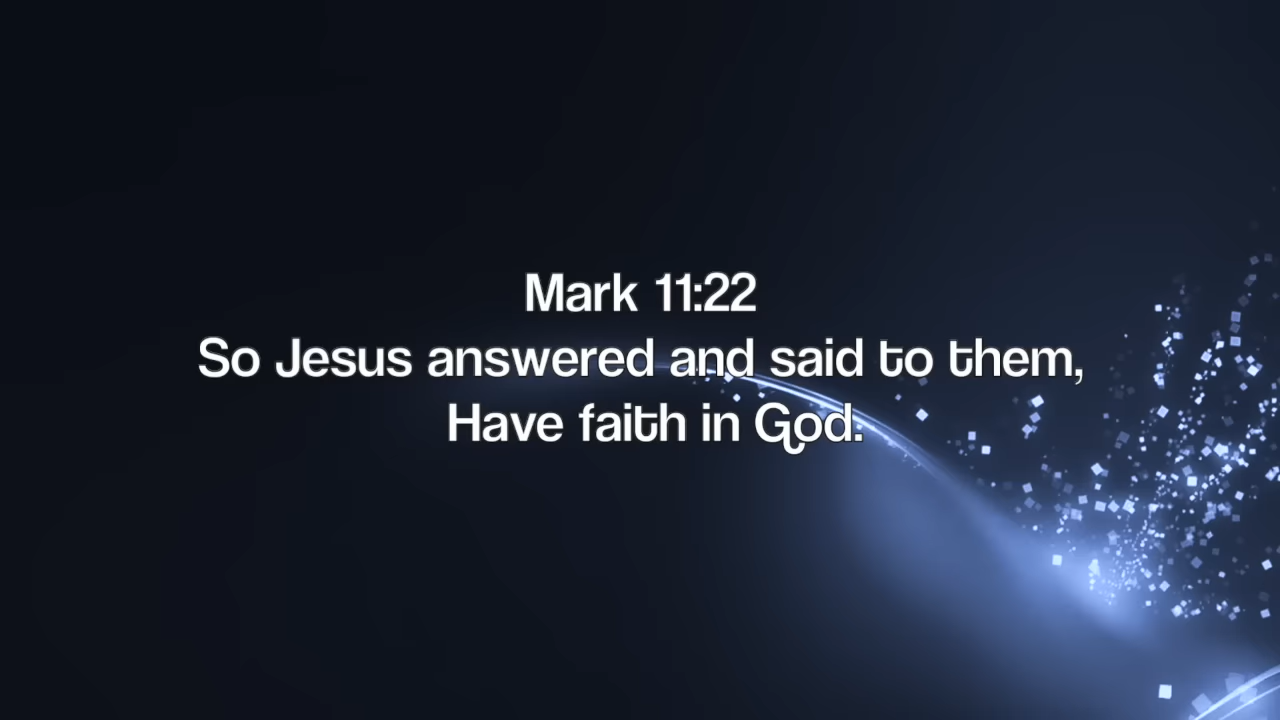 Mark 11:22
So Jesus answered and said to them,
Have faith in God.